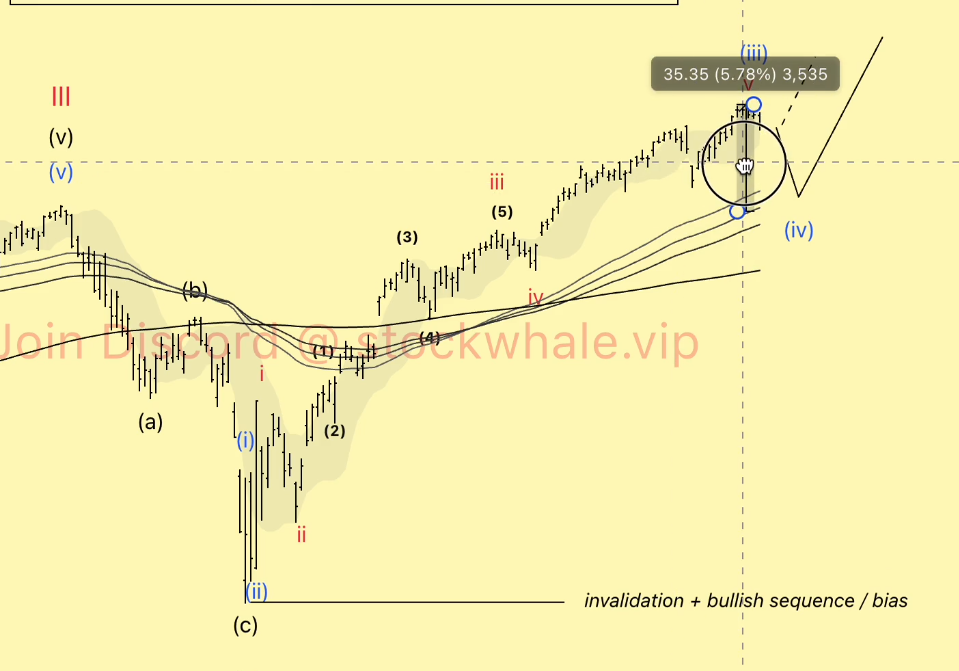 (iii)
35.35 (5.78%) 3,535
v
III
(v)
(v)
iii
(3)
(5)
(iv)
(b)
iv
Join Discord @ stockwhale.vip
(1)
(4)
i
(a)
(2)
(i)
ii
(ii)
invalidation + bullish sequence / bias
(c)